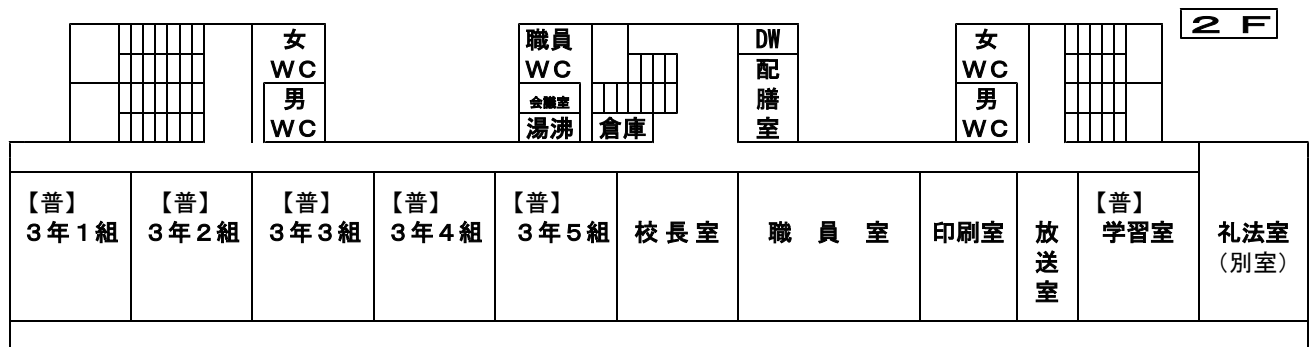 ２ Ｆ
女
ＷＣ
男
ＷＣ
職員
ＷＣ
会議室
湯沸
倉庫
DW
配
膳
室
女
ＷＣ
男
ＷＣ
【普】
３年１組
【普】
３年２組
【普】
３年３組
【普】
３年４組
【普】
３年５組
校 長 室
職 員 室
印刷室
放
送
室
【普】
学習室
礼法室
（別室）